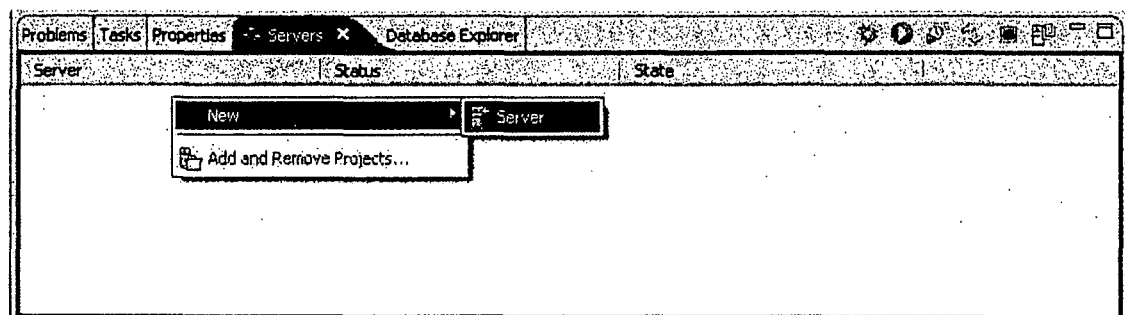 Problems Tasks Properties Servers Database Explorer
Server Status State
New Server
Add and Remove Projects...